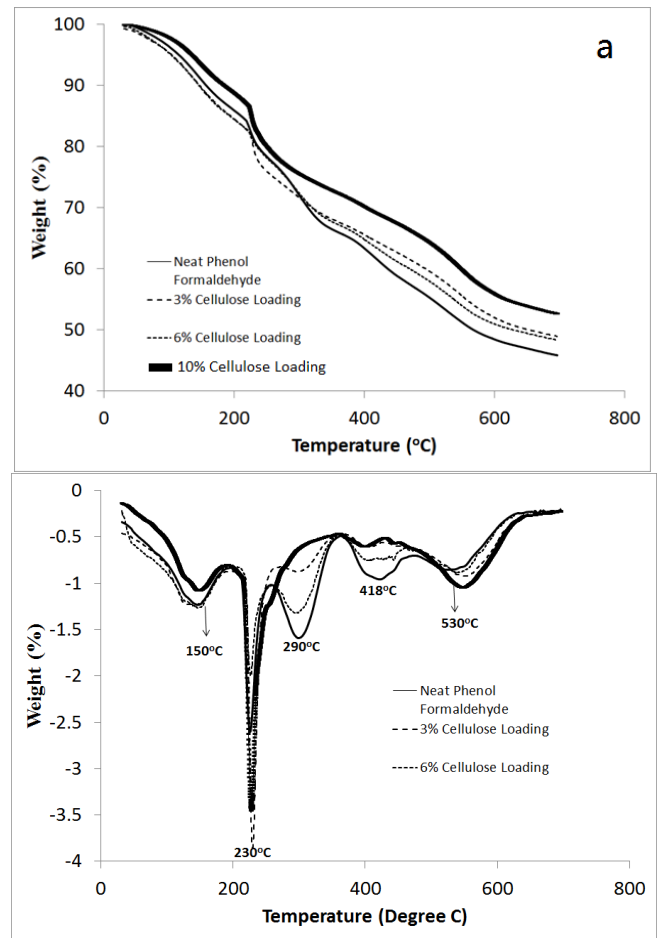 a
100
90
80
70
60
50
40
Weight (%)
Neat Phenol
Formaldehyde
3% Cellulose Loading
6% Cellulose Loading
10% Cellulose Loading
0
200
400
600
800
Temperature (°C)
0
-0.5
-1
-1.5
-2
-2.5
-3
-3.5
-4
Weight (%)
150°C
230°C
290°C
418°C
530°C
Neat Phenol
Formaldehyde
3% Cellulose Loading
6% Cellulose Loading
0
200
400
600
800
Temperature (Degree C)